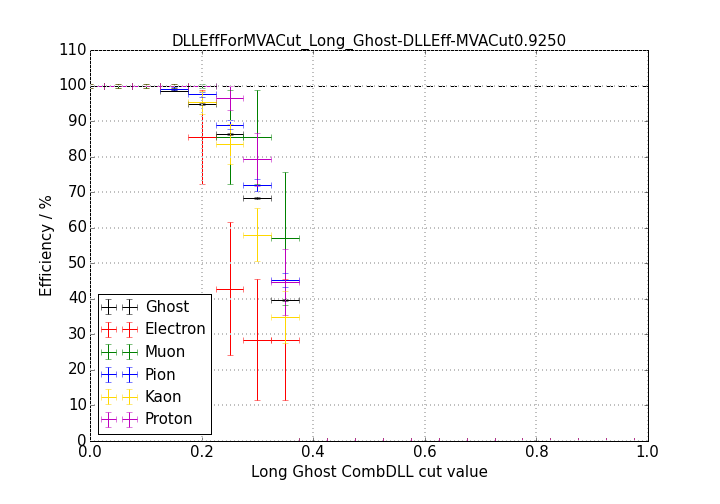 DLLEffForMVACut_Long_Ghost-DLLEff-MVACut0.9250
110
100
90
80
70
60
50
40
30
20
10
0
Efficiency / %
Ghost
Electron
Muon
Pion
Kaon
Proton
0.0 0.2 0.4 0.6 0.8 1.0
Long Ghost CombDLL cut value